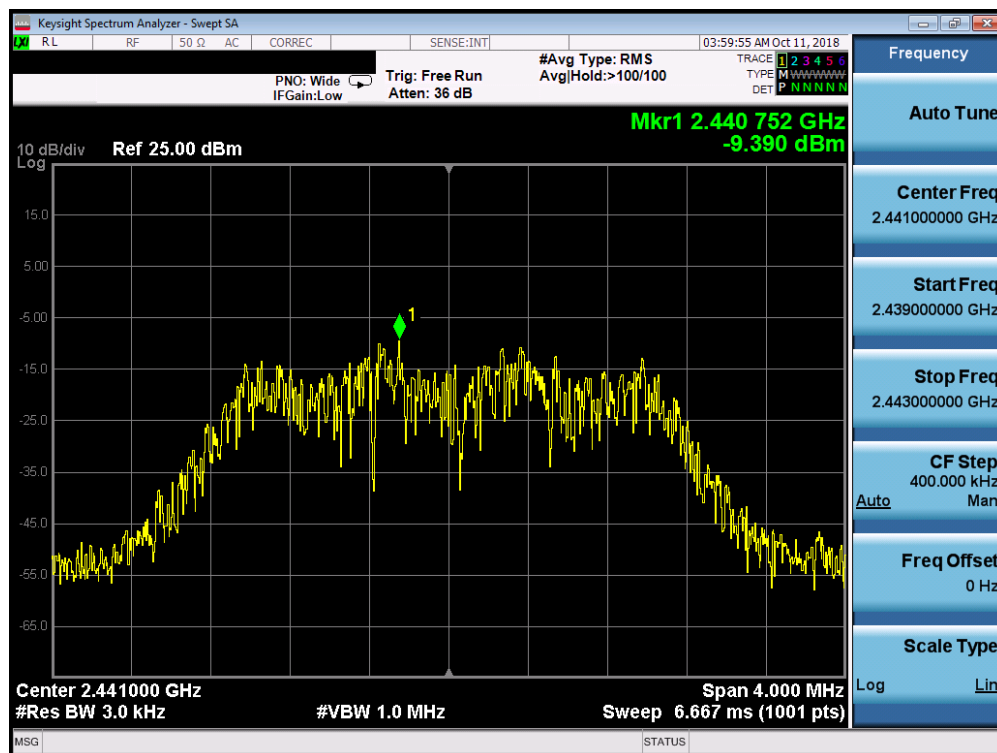 Keysight Spectrum Analyzer - Swept SA
LXI RL RF 50 Ω AC CORREC SENSE:INT 03:59:55 AM Oct 11, 2018
Frequency
PNO: Wide
IFGain:Low
Trig: Free Run
Atten: 36 dB
#Avg Type: RMS
Avg|Hold:>100/100
TRACE 1 2 3 4 5 6
TYPE M W W W W W
DET P N N N N N
Mkr1 2.440 752 GHz
-9.390 dBm
10 dB/div Ref 25.00 dBm
Log
15.0
5.00
-5.00
-15.0
-25.0
-35.0
-45.0
-55.0
-65.0
1
Center 2.441000 GHz Span 4.000 MHz
#Res BW 3.0 kHz #VBW 1.0 MHz Sweep 6.667 ms (1001 pts)
MSG STATUS
Auto Tune
Center Freq
2.441000000 GHz
Start Freq
2.439000000 GHz
Stop Freq
2.443000000 GHz
CF Step
400.000 kHz
Auto Man
Freq Offset
0 Hz
Scale Type
Log Lin